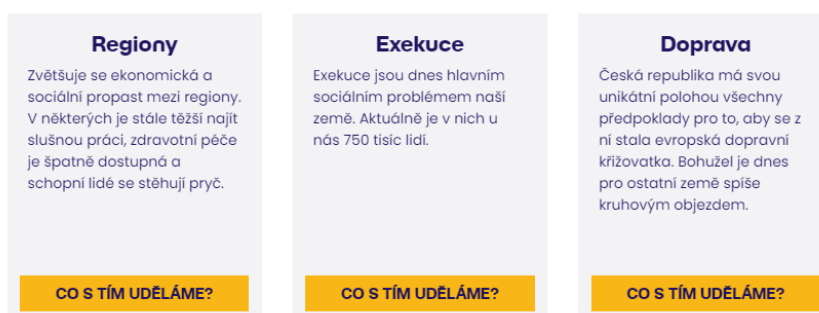 Regiony
Zvětšuje se ekonomická a
sociální propast mezi regiony.
V některých je stále těžší najít
slušnou práci, zdravotní péče
je špatně dostupná a
schopní lidé se stěhují pryč.
CO S TÍM UDĚLÁME?
Exekuce
Exekuce jsou dnes hlavním
sociálním problémem naší
země. Aktuálně je v nich u
nás 750 tisíc lidí.
CO S TÍM UDĚLÁME?
Doprava
Česká republika má svou
unikátní polohou všechny
předpoklady pro to, aby se z
ní stala evropská dopravní
křižovatka. Bohužel je dnes
pro ostatní země spíše
kruhovým objezdem.
CO S TÍM UDĚLÁME?